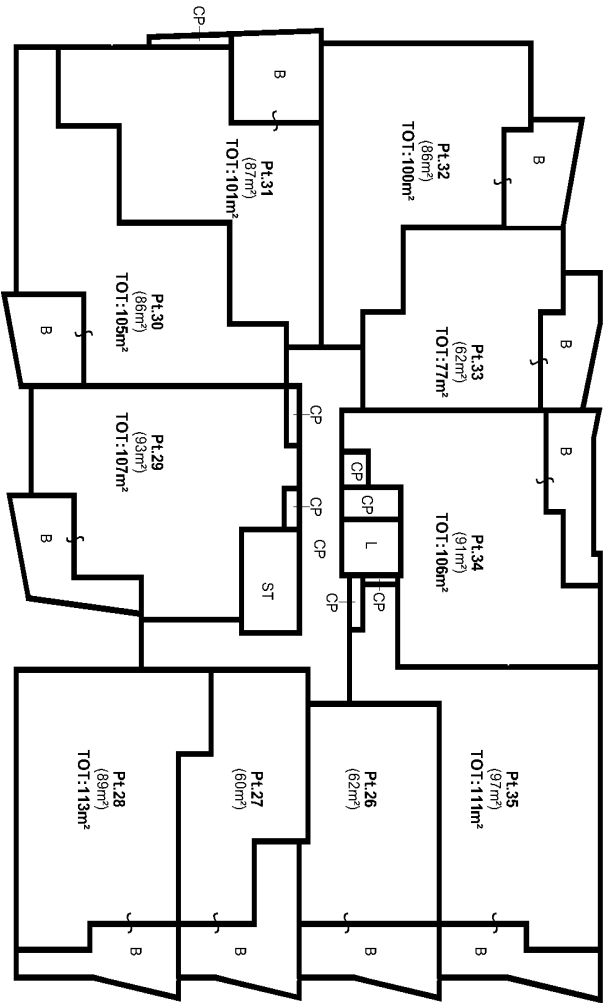 CP
B
Pt.31
(87m²)
TOT:101m²
Pt.32
(86m²)
TOT:100m²
B
Pt.30
(86m²)
TOT:105m²
B
Pt.33
(62m²)
TOT:77m²
B
Pt.29
(93m²)
TOT:107m²
B
CP
CP
CP
ST
CP
CP
L
CP
CP
Pt.34
(91m²)
TOT:106m²
B
Pt.28
(89m²)
TOT:113m²
B
Pt.27
(60m²)
B
Pt.26
(62m²)
B
Pt.35
(97m²)
TOT:111m²
B